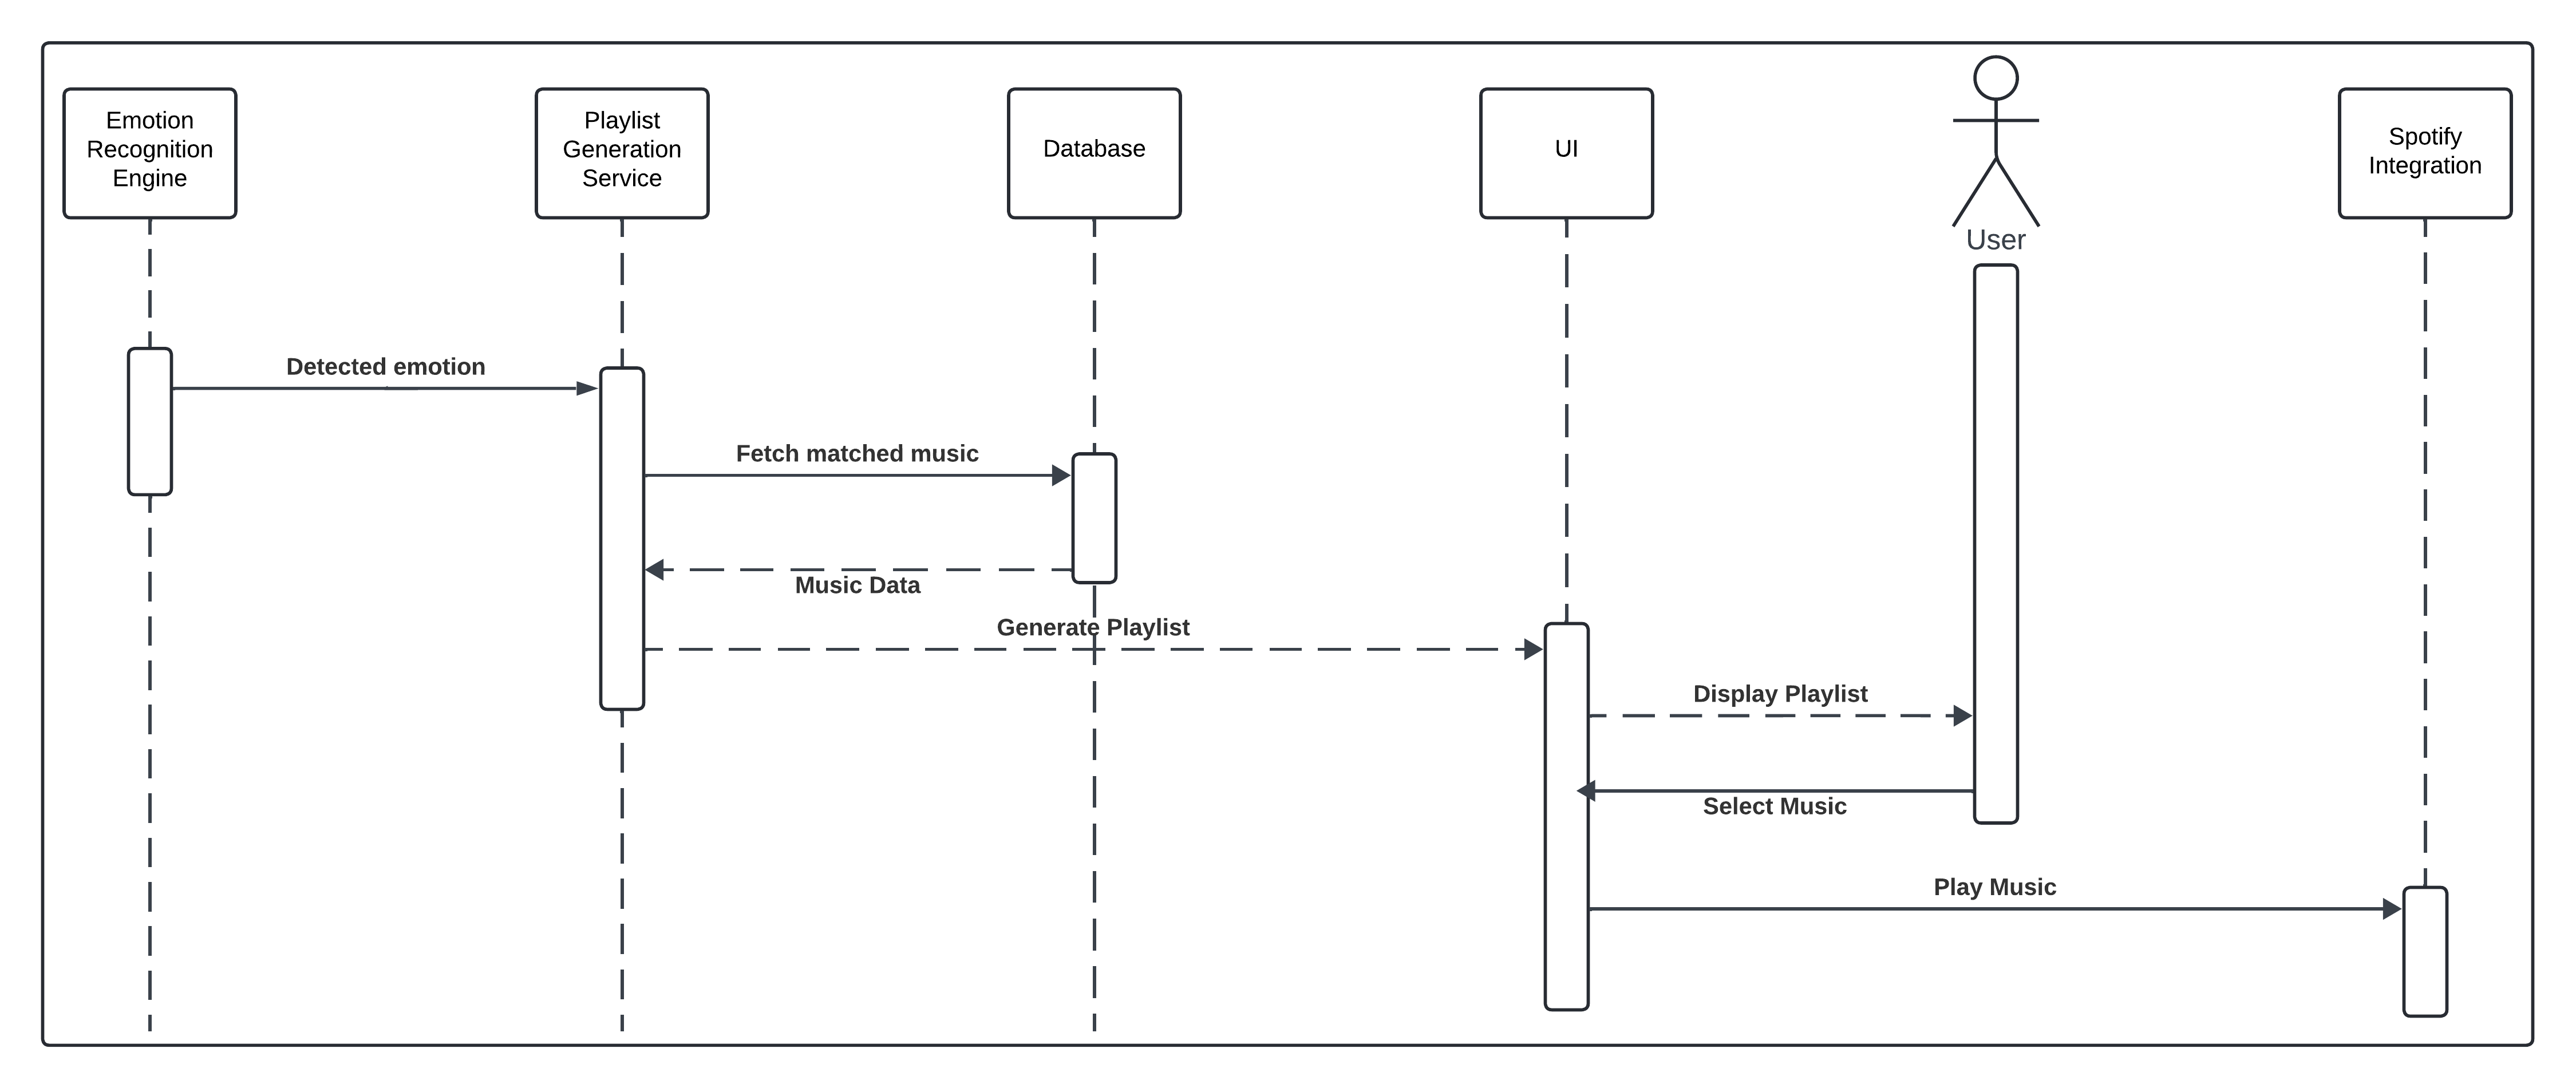 Emotion
Recognition
Engine
Playlist
Generation
Service
Database
UI
User
Spotify
Integration
Detected emotion
Fetch matched music
Music Data
Generate Playlist
Display Playlist
Select Music
Play Music